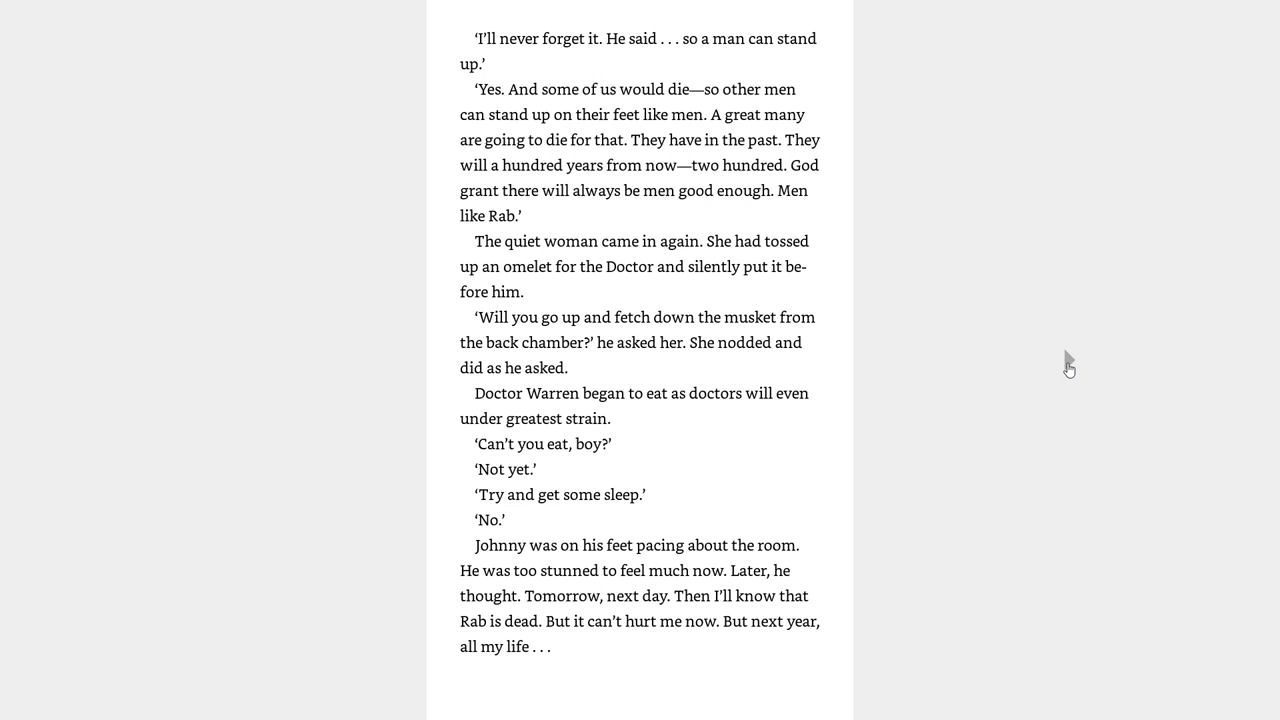 ‘I’ll never forget it. He said . . . so a man can stand
up.’
‘Yes. And some of us would die—so other men
can stand up on their feet like men. A great many
are going to die for that. They have in the past. They
will a hundred years from now—two hundred. God
grant there will always be men good enough. Men
like Rab.’
The quiet woman came in again. She had tossed
up an omelet for the Doctor and silently put it be-
fore him.
‘Will you go up and fetch down the musket from
the back chamber?’ he asked her. She nodded and
did as he asked.
Doctor Warren began to eat as doctors will even
under greatest strain.
‘Can’t you eat, boy?’
‘Not yet.’
‘Try and get some sleep.’
‘No.’
Johnny was on his feet pacing about the room.
He was too stunned to feel much now. Later, he
thought. Tomorrow, next day. Then I’ll know that
Rab is dead. But it can’t hurt me now. But next year,
all my life . . .